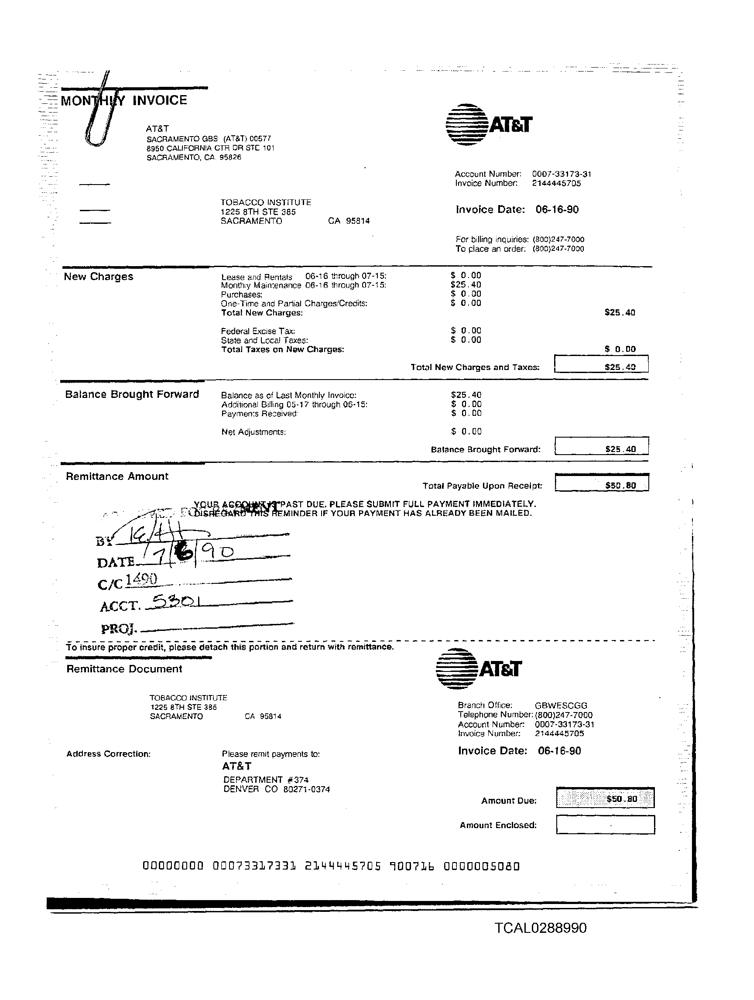 MONTHLY INVOICE
AT&T
AT&T
SACRAMENTO GBS (AT&T) 00577
8950 CALIFORNIA CTR DR STE 101
SACRAMENTO, CA 95826
Account Number: 0007-33173-31
Invoice Number: 2144445705
TOBACCO INSTITUTE
1225 8TH STE 385
SACRAMENTO CA 95814
Invoice Date: 06-16-90
For billing inquiries: (800)247-7000
To place an order: (800)247-7000
New Charges
Lease and Rentals 06-16 through 07-15: $ 0.00
Monthly Maintenance 06-16 through 07-15: $25.40
Purchases: $ 0.00
One-Time and Partial Charges/Credits: $ 0.00
Total New Charges: $25.40
Federal Excise Tax: $ 0.00
State and Local Taxes: $ 0.00
Total Taxes on New Charges: $ 0.00
Total New Charges and Taxes: $25.40
Balance Brought Forward
Balance as of Last Monthly Invoice: $25.40
Additional Billing 05-17 through 06-15: $ 0.00
Payments Received: $ 0.00
Net Adjustments: $ 0.00
Balance Brought Forward: $25.40
Remittance Amount
Total Payable Upon Receipt: $50.80
YOUR ACCOUNT IS PAST DUE. PLEASE SUBMIT FULL PAYMENT IMMEDIATELY.
DISREGARD THIS REMINDER IF YOUR PAYMENT HAS ALREADY BEEN MAILED.
BY
DATE 7/6/90
C/C 1490
ACCT. 5301
PROJ.
To insure proper credit, please detach this portion and return with remittance.
Remittance Document
AT&T
TOBACCO INSTITUTE
1225 8TH STE 385
SACRAMENTO CA 95814
Branch Office: GBWESCGG
Telephone Number: (800)247-7000
Account Number: 0007-33173-31
Invoice Number: 2144445705
Address Correction:
Please remit payments to:
Invoice Date: 06-16-90
AT&T
DEPARTMENT #374
DENVER CO 80271-0374
Amount Due: $50.80
Amount Enclosed:
00000000 00073317331 2144445705 900716 0000005080
TCAL0288990